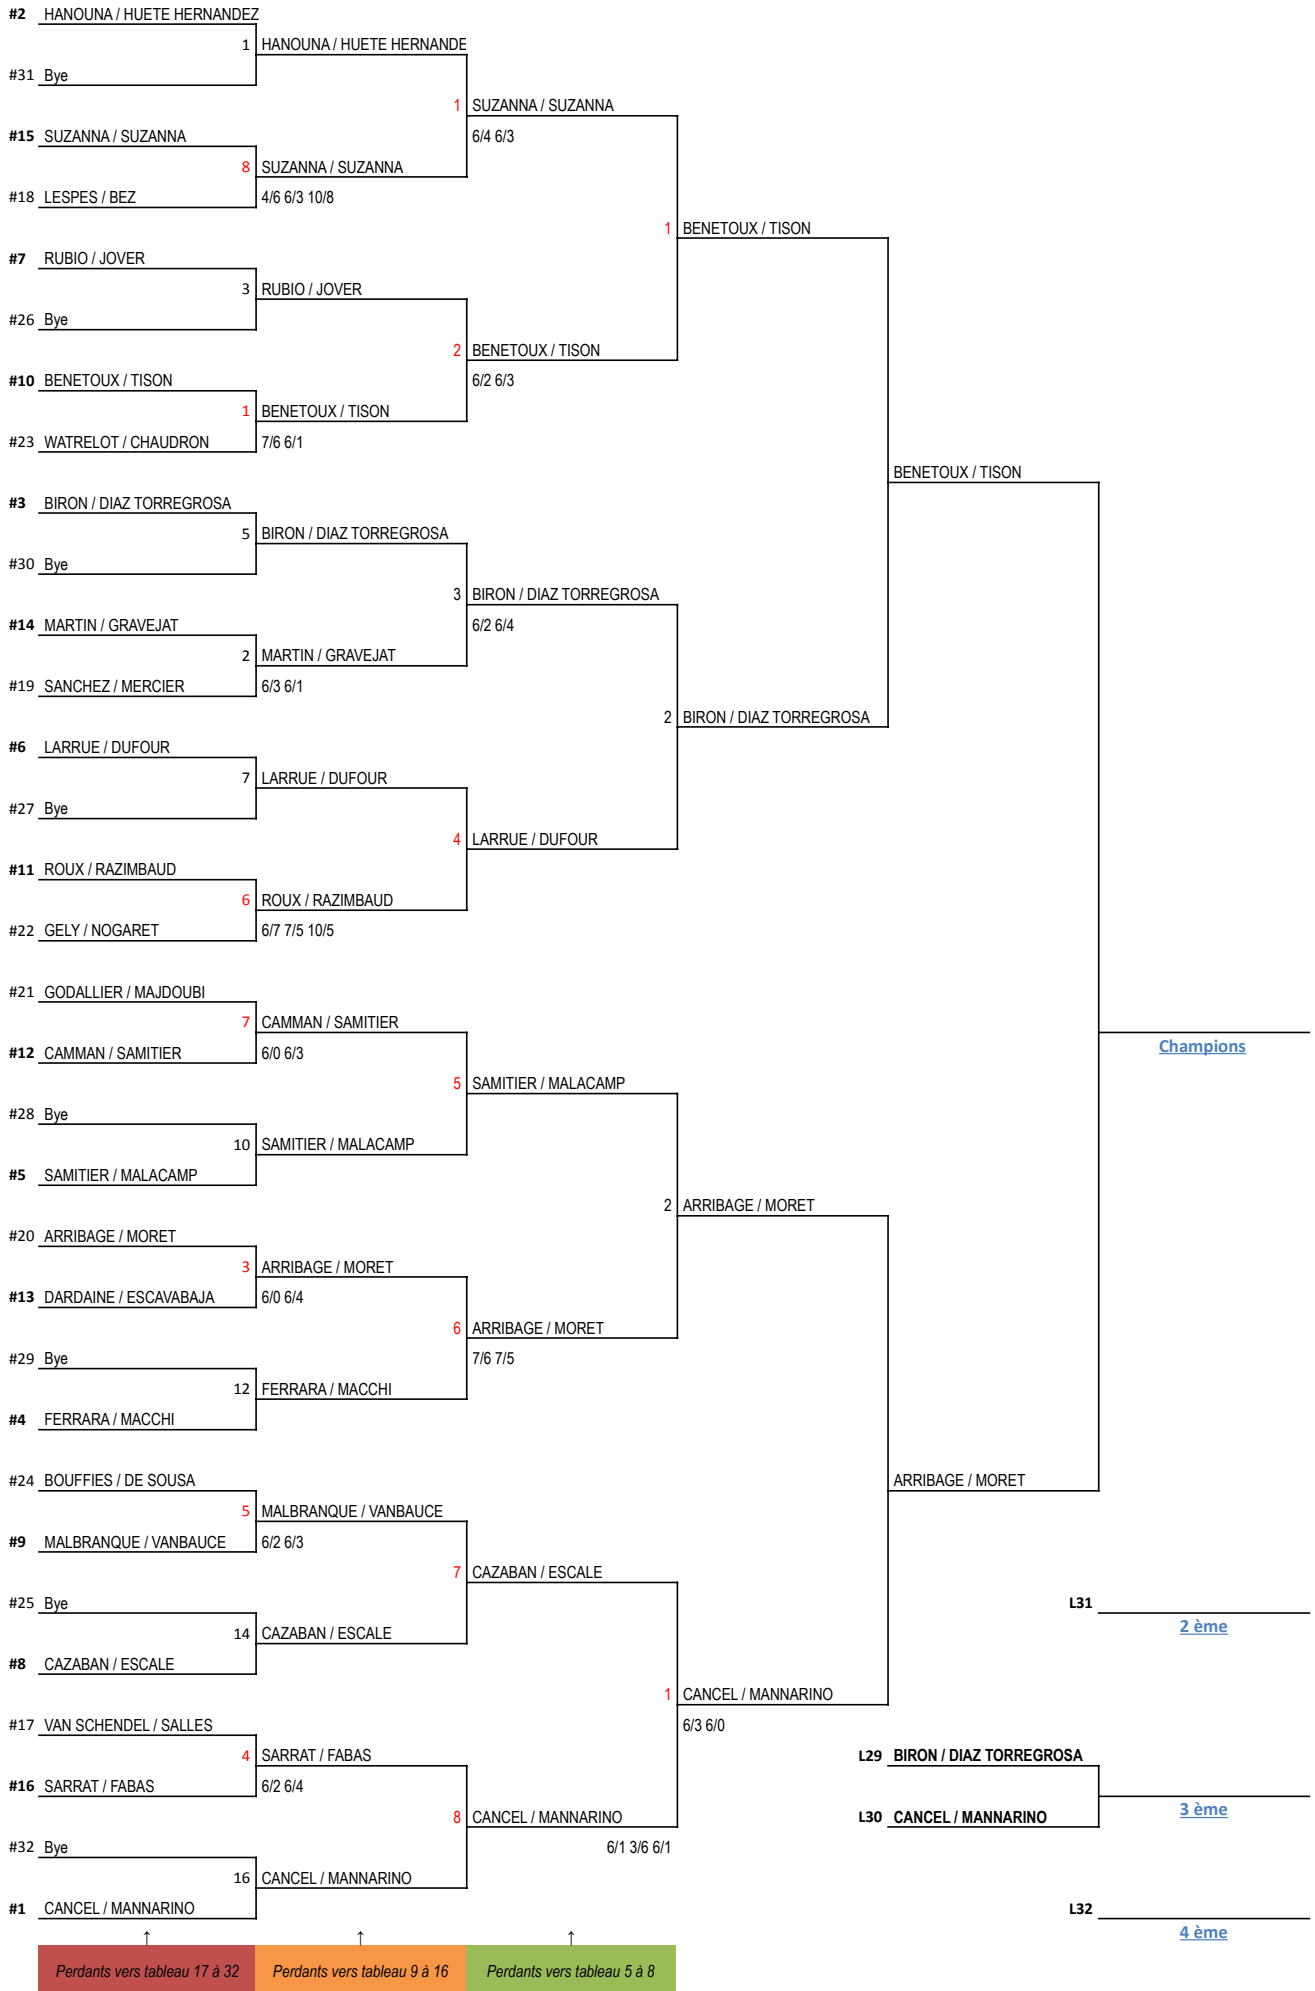 #2 HANOUNA / HUETE HERNANDEZ
1 HANOUNA / HUETE HERNANDE
#31 Bye
1 SUZANNA / SUZANNA
#15 SUZANNA / SUZANNA
6/4 6/3
8 SUZANNA / SUZANNA
#18 LESPES / BEZ
4/6 6/3 10/8
1 BENETOUX / TISON
#7 RUBIO / JOVER
3 RUBIO / JOVER
#26 Bye
2 BENETOUX / TISON
#10 BENETOUX / TISON
6/2 6/3
1 BENETOUX / TISON
#23 WATRELOT / CHAUDRON
7/6 6/1
BENETOUX / TISON
#3 BIRON / DIAZ TORREGROSA
5 BIRON / DIAZ TORREGROSA
#30 Bye
3 BIRON / DIAZ TORREGROSA
#14 MARTIN / GRAVEJAT
6/2 6/4
2 MARTIN / GRAVEJAT
#19 SANCHEZ / MERCIER
6/3 6/1
2 BIRON / DIAZ TORREGROSA
#6 LARRUE / DUFOUR
7 LARRUE / DUFOUR
#27 Bye
4 LARRUE / DUFOUR
#11 ROUX / RAZIMBAUD
6 ROUX / RAZIMBAUD
#22 GELY / NOGARET
6/7 7/5 10/5
#21 GODALLIER / MAJDOUBI
7 CAMMAN / SAMITIER
#12 CAMMAN / SAMITIER
6/0 6/3
Champions
5 SAMITIER / MALACAMP
#28 Bye
10 SAMITIER / MALACAMP
#5 SAMITIER / MALACAMP
2 ARRIBAGE / MORET
#20 ARRIBAGE / MORET
3 ARRIBAGE / MORET
#13 DARDAINE / ESCAVABAJA
6/0 6/4
6 ARRIBAGE / MORET
#29 Bye
7/6 7/5
12 FERRARA / MACCHI
#4 FERRARA / MACCHI
#24 BOUFFIES / DE SOUSA
ARRIBAGE / MORET
5 MALBRANQUE / VANBAUCE
#9 MALBRANQUE / VANBAUCE
6/2 6/3
7 CAZABAN / ESCALE
#25 Bye
L31
2 ème
14 CAZABAN / ESCALE
#8 CAZABAN / ESCALE
1 CANCEL / MANNARINO
#17 VAN SCHENDEL / SALLES
6/3 6/0
4 SARRAT / FABAS
L29 BIRON / DIAZ TORREGROSA
#16 SARRAT / FABAS
6/2 6/4
3 ème
8 CANCEL / MANNARINO
L30 CANCEL / MANNARINO
#32 Bye
6/1 3/6 6/1
16 CANCEL / MANNARINO
#1 CANCEL / MANNARINO
L32
4 ème
↑ ↑ ↑
Perdants vers tableau 17 à 32
Perdants vers tableau 9 à 16
Perdants vers tableau 5 à 8